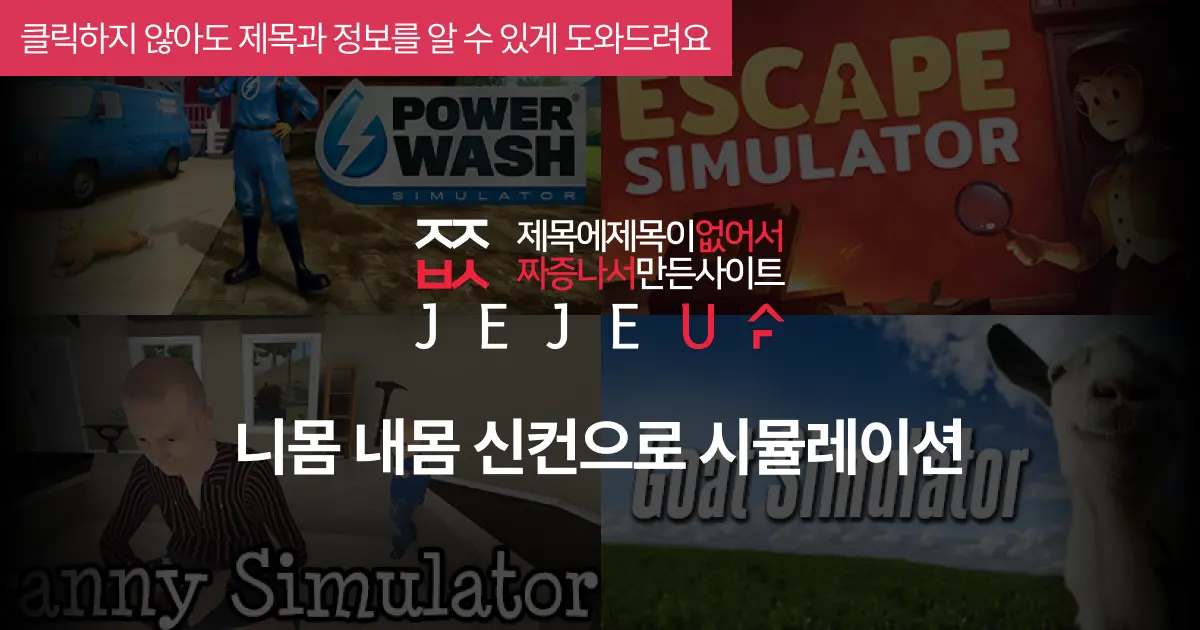 클릭하지 않아도 제목과 정보를 알 수 있게 도와드려요
POWER
WASH
SIMULATOR
ESCAPE
SIMULATOR
제목에제목이없어서
짜증나서만든사이트
JEJEU
니몸 내몸 신컨으로 시뮬레이션
Goat Simulator
anny Simulator